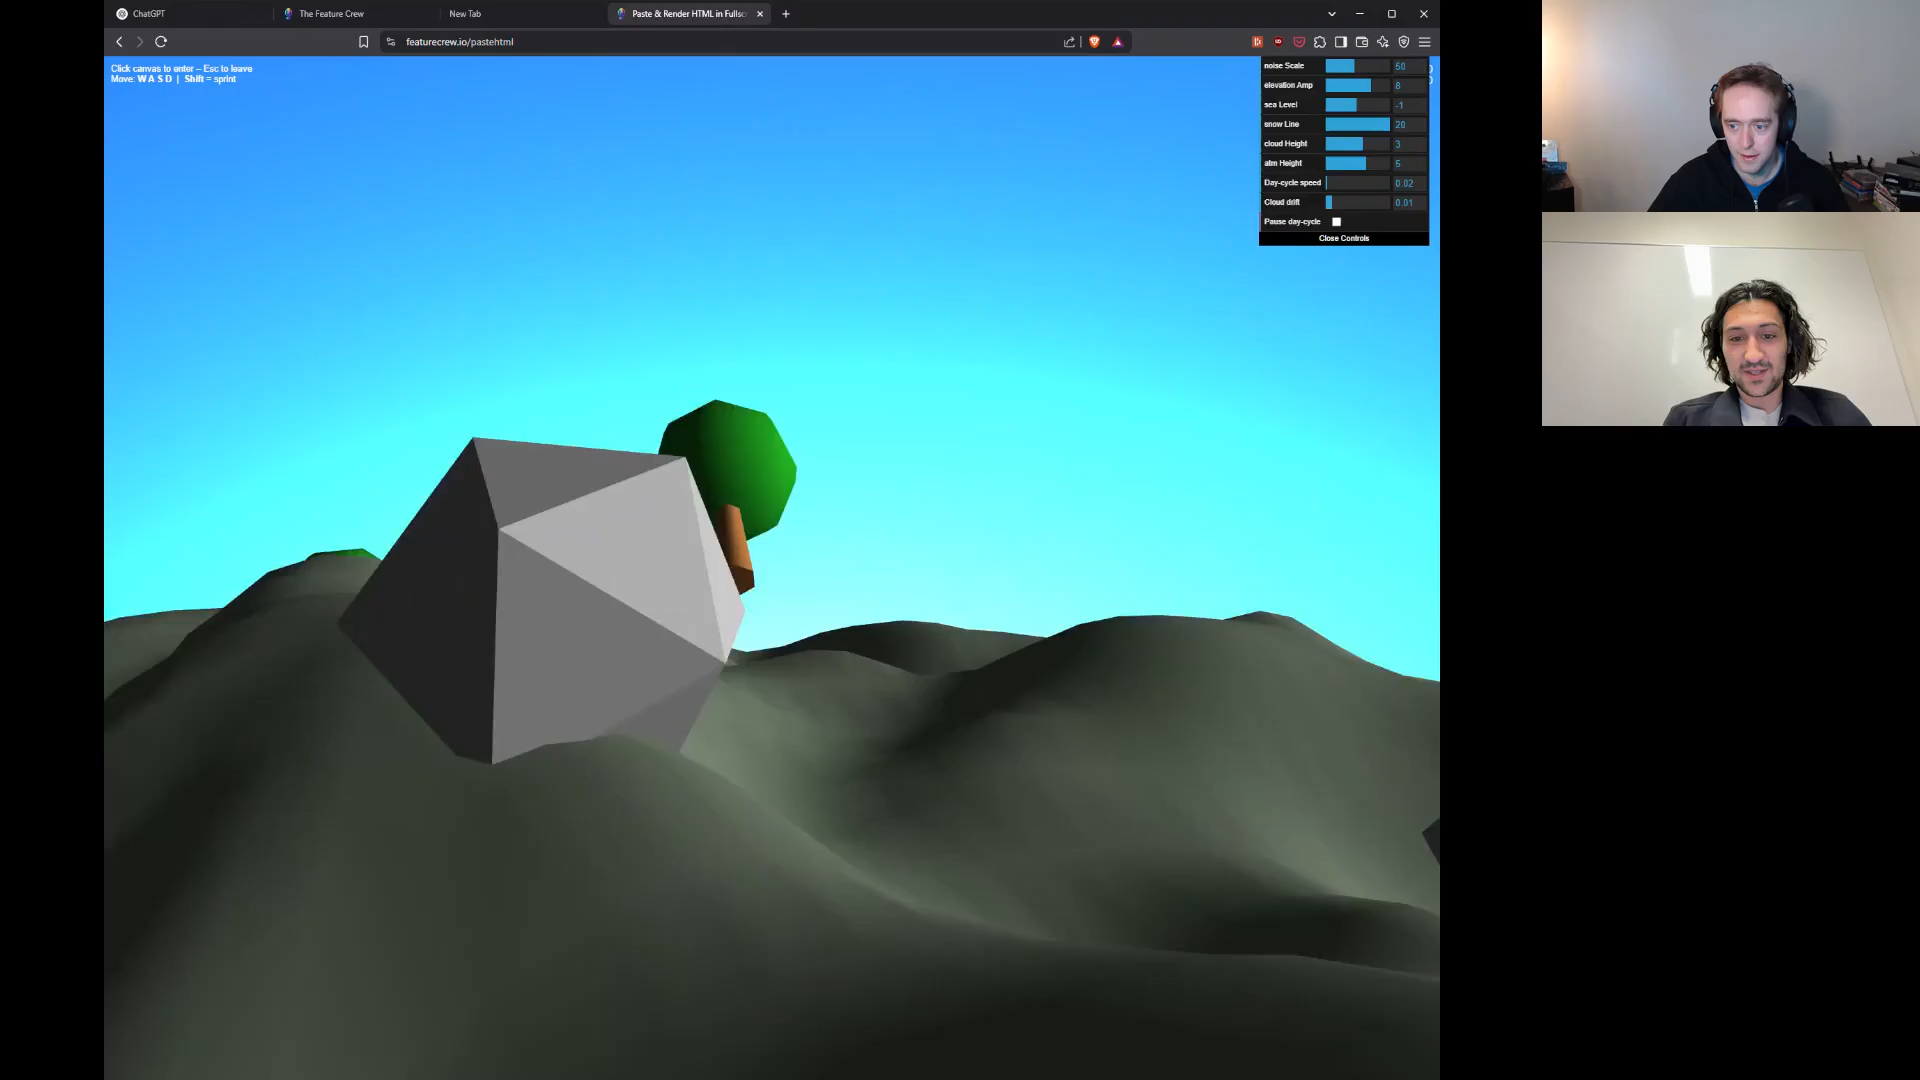 ChatGPT
The Feature Crew
New Tab
Paste & Render HTML in Fullscr
featurecrew.io/pastehtml
Click canvas to enter – Esc to leave
Move: W A S D | Shift = sprint
noise Scale 50
elevation Amp 8
sea Level -1
snow Line 20
cloud Height 3
atm Height 5
Day-cycle speed 0.02
Cloud drift 0.01
Pause day-cycle
Close Controls